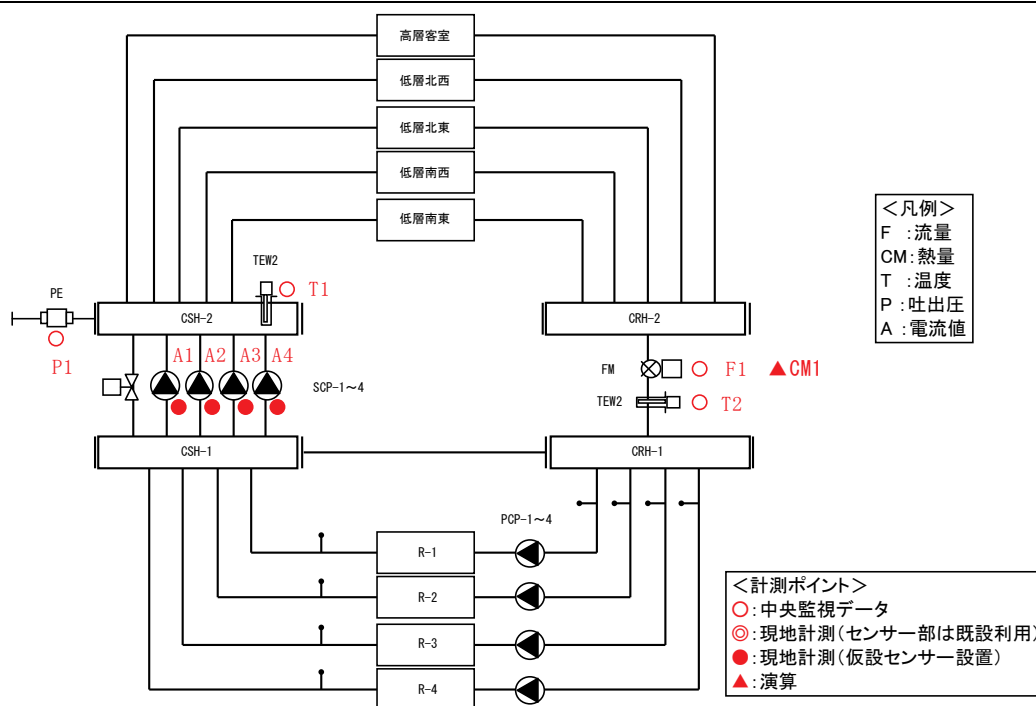 高層客室
低層北西
低層北東
低層南西
低層南東
<凡例>
F :流量
CM:熱量
T :温度
P :吐出圧
A :電流値
TEW2
T1
PE
CSH-2
CRH-2
P1
A1
A2
A3
A4
SCP-1~4
FM
F1
▲CM1
TEW2
T2
CSH-1
CRH-1
PCP-1~4
R-1
R-2
R-3
R-4
<計測ポイント>
○:中央監視データ
◎:現地計測(センサー部は既設利用)
●:現地計測(仮設センサー設置)
▲:演算